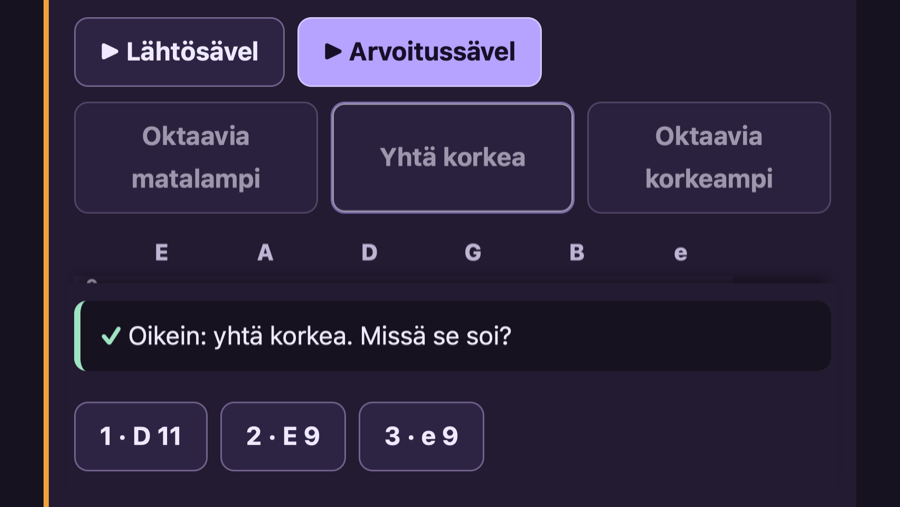 ▶ Lähtösävel ▶ Arvoitussävel
Oktaavia matalampi
Yhtä korkea
Oktaavia korkeampi
E A D G B e
✓ Oikein: yhtä korkea. Missä se soi?
1 · D 11 2 · E 9 3 · e 9